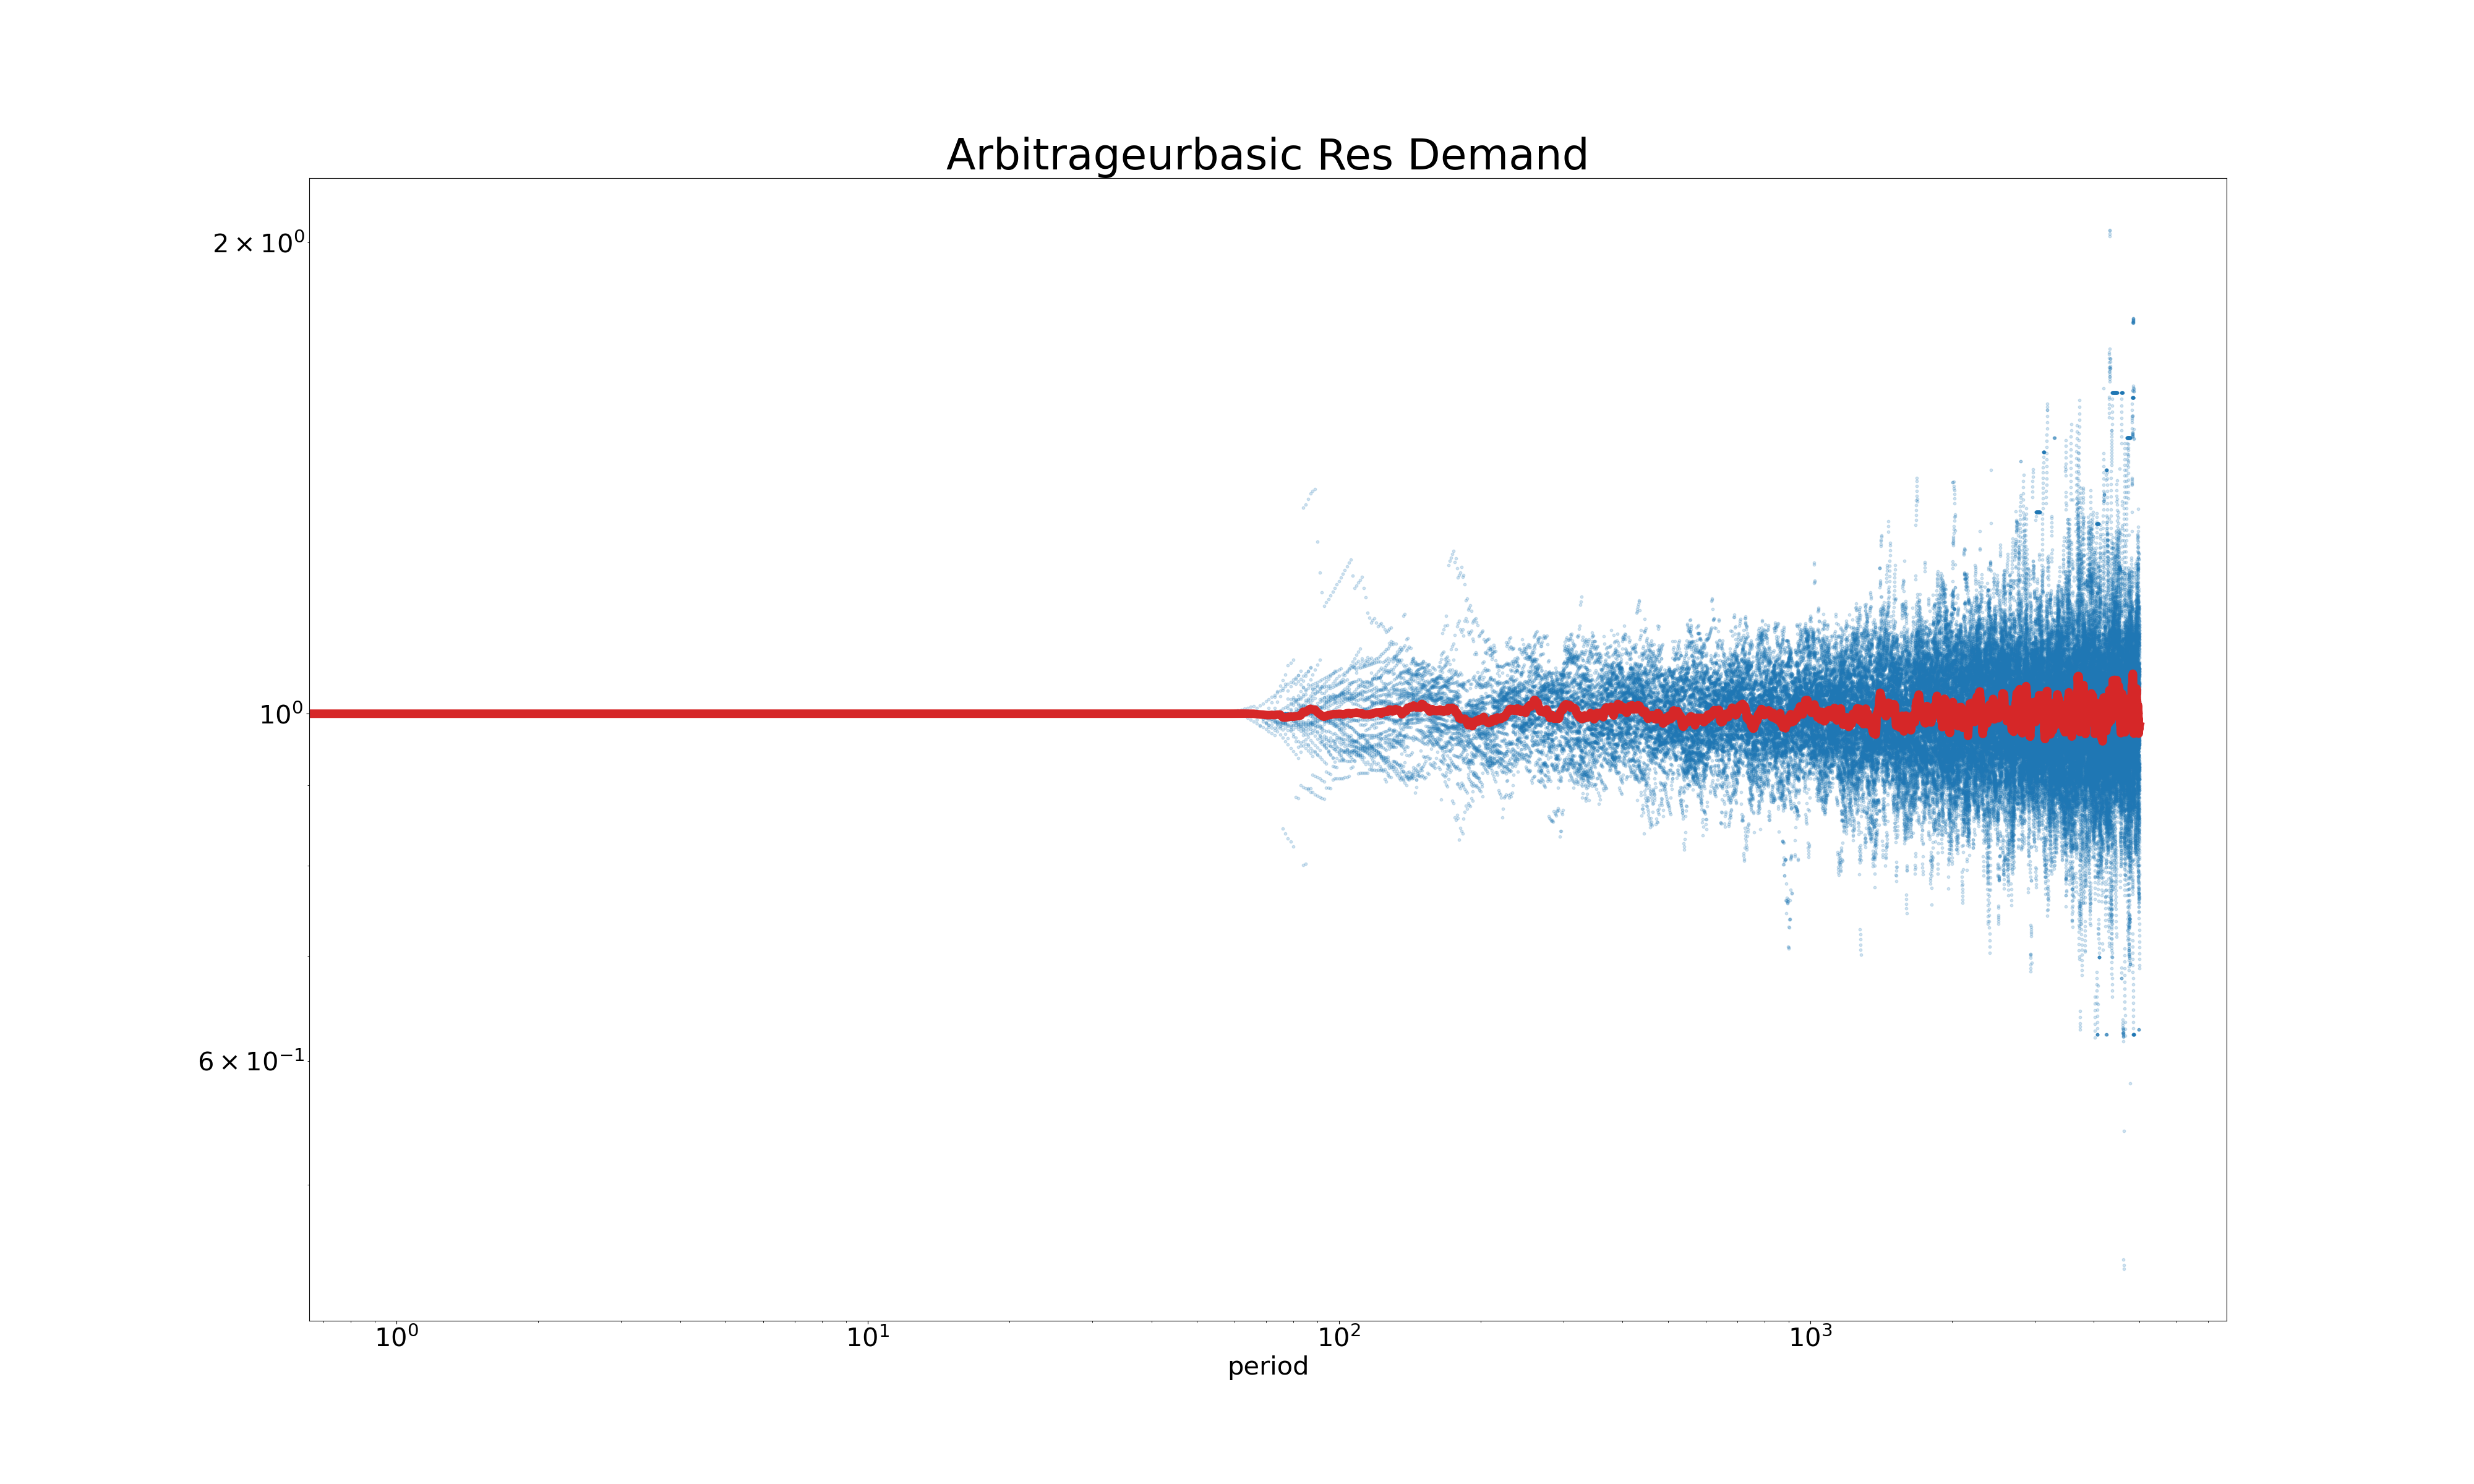 Arbitrageurbasic Res Demand
2 × 10⁰
10⁰
6 × 10⁻¹
10⁰ 10¹ 10² 10³
period